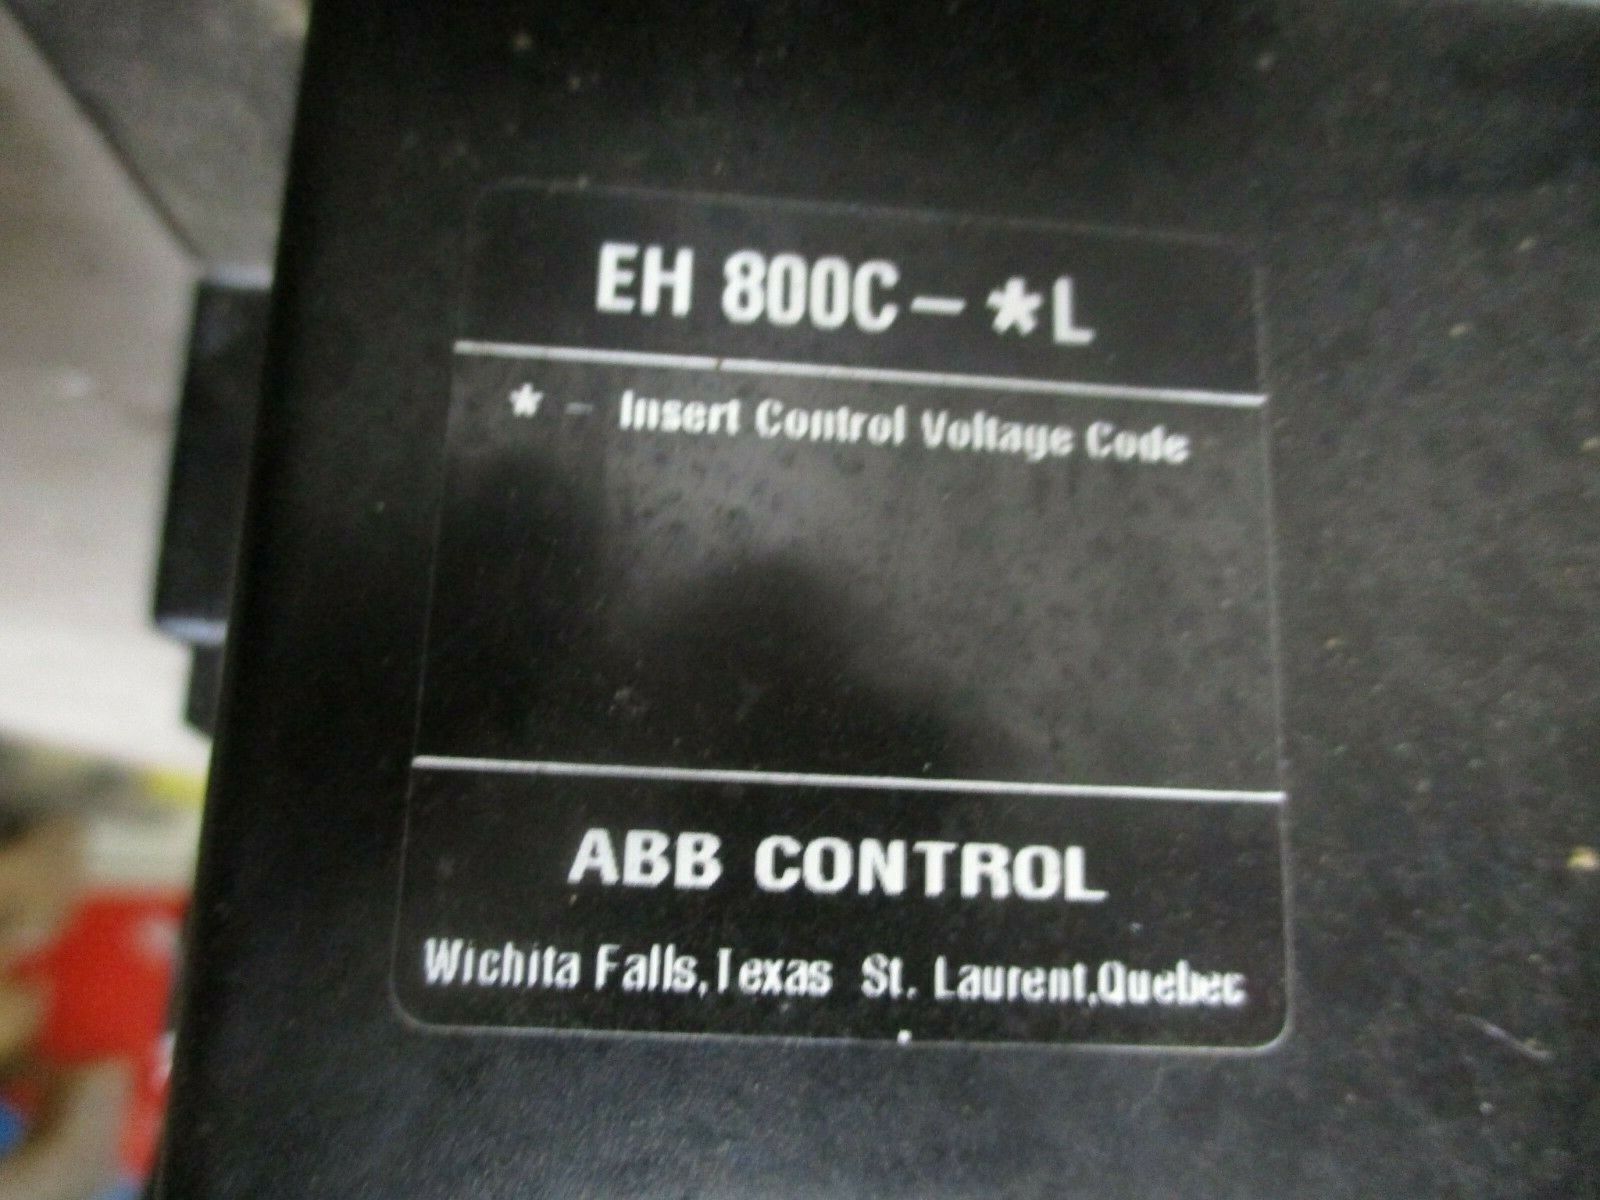 EH 800C-*L
* - Insert Control Voltage Code
ABB CONTROL
Wichita Falls,Texas St. Laurent,Quebec